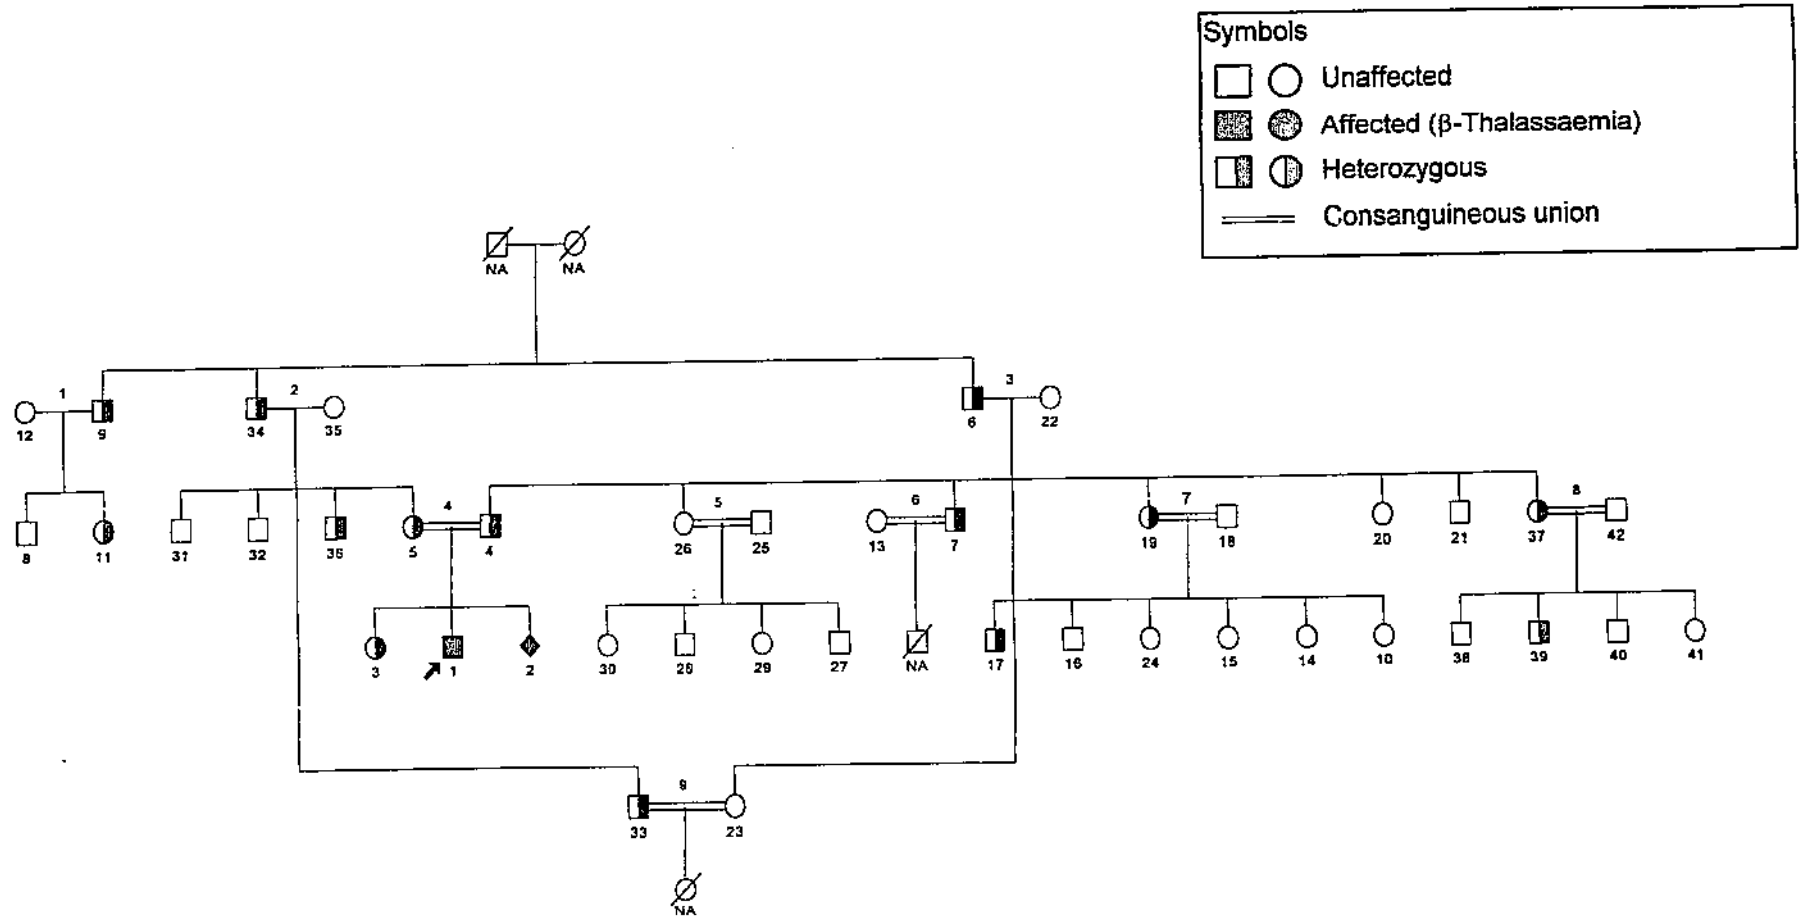 Symbols
Unaffected
Affected (β-Thalassaemia)
Heterozygous
Consanguineous union
NA NA
1 2 3
12 9 34 35 6 22
4 5 6 7 8
8 11 31 32 36 5 4 26 25 13 7 19 18 20 21 37 42
3 1 2 30 28 29 27 NA 17 16 24 15 14 10 38 39 40 41
9
33 23
NA